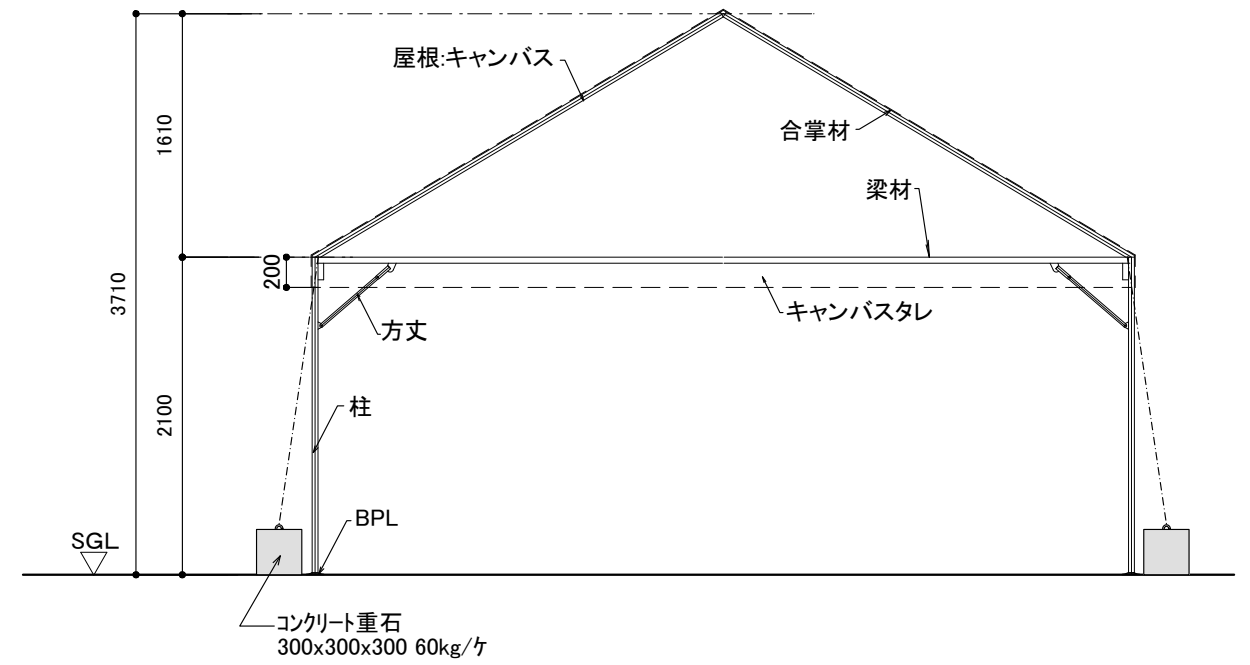 屋根:キャンバス
合掌材
梁材
1610
3710
200
キャンバスタレ
方丈
2100
柱
BPL
SGL
コンクリート重石
300x300x300 60kg/ケ